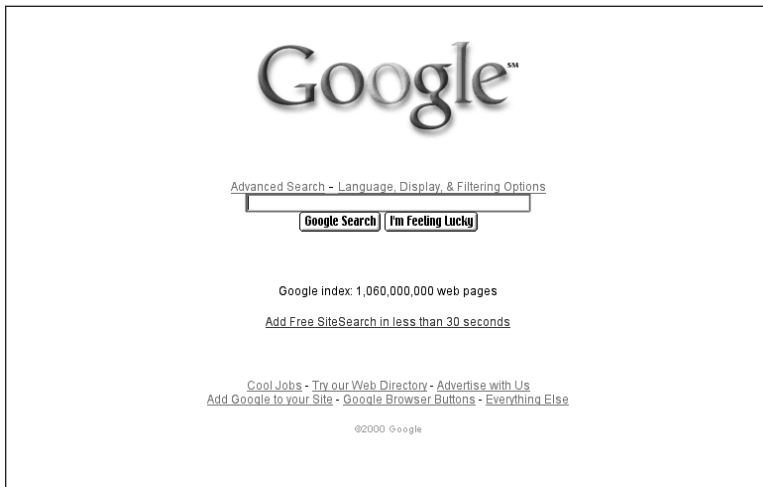 Google SM
Advanced Search - Language, Display, & Filtering Options
Google Search I'm Feeling Lucky
Google index: 1,060,000,000 web pages
Add Free SiteSearch in less than 30 seconds
Cool Jobs - Try our Web Directory - Advertise with Us
Add Google to your Site - Google Browser Buttons - Everything Else
©2000 Google